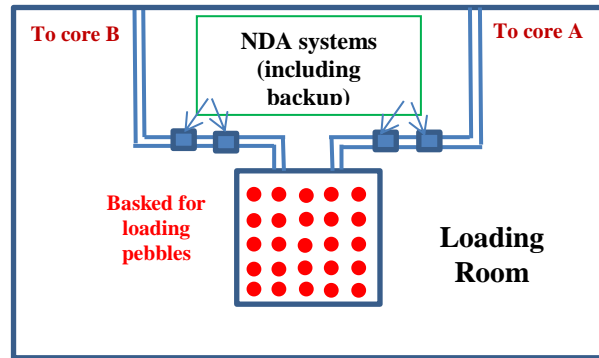 To core B
NDA systems
(including
backup)
To core A
Basked for
loading
pebbles
Loading
Room